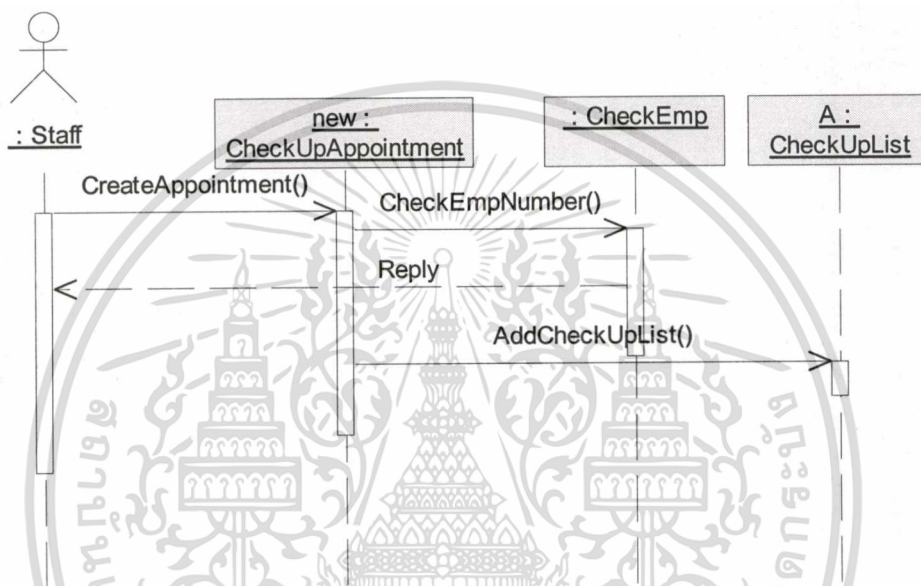 : Staff
new :
CheckUpAppointment
: CheckEmp
A :
CheckUpList
CreateAppointment()
CheckEmpNumber()
Reply
AddCheckUpList()